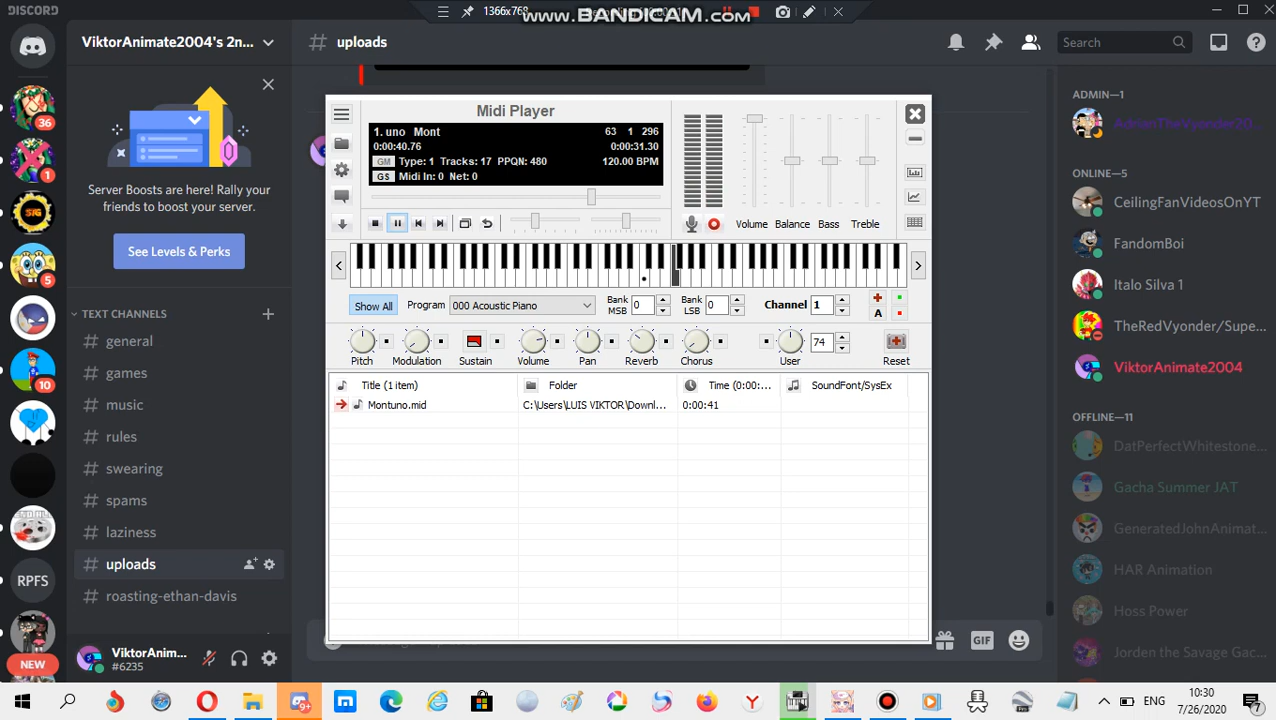 DISCORD
1366x768
www.BANDICAM.com
ViktorAnimate2004's 2n...
uploads
Search
36
1
STG
5
10
RPFS
NEW
Server Boosts are here! Rally your
friends to boost your server.
See Levels & Perks
TEXT CHANNELS
general
games
music
rules
swearing
spams
laziness
uploads
roasting-ethan-davis
ViktorAnim...
#6235
Midi Player
1. uno Mont
63 1 296
0:00:40.76
0:00:31.30
GM Type: 1 Tracks: 17 PPQN: 480
120.00 BPM
GS Midi In: 0 Net: 0
Volume Balance Bass Treble
Show All Program 000 Acoustic Piano Bank MSB 0 Bank LSB 0 Channel 1 A
Pitch Modulation Sustain Volume Pan Reverb Chorus User 74 Reset
Title (1 item) Folder Time (0:00:... SoundFont/SysEx
Montuno.mid C:\Users\LUIS VIKTOR\Downl... 0:00:41
GIF
ADMIN—1
ONLINE—5
CeilingFanVideosOnYT
FandomBoi
Italo Silva 1
TheRedVyonder/Supe...
ViktorAnimate2004
OFFLINE—11
DatPerfectWhitestone...
Gacha Summer JAT
GeneratedJohnAnimat...
HAR Animation
Hoss Power
Jorden the Savage Gac...
9+
ENG
10:30
7/26/2020
7